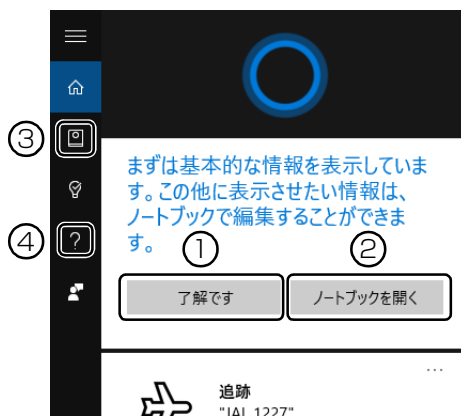 ③
まずは基本的な情報を表示していま
す。この他に表示させたい情報は、
ノートブックで編集することができま
す。
④
?
① ②
了解です ノートブックを開く
...
追跡
"JAL 1227"